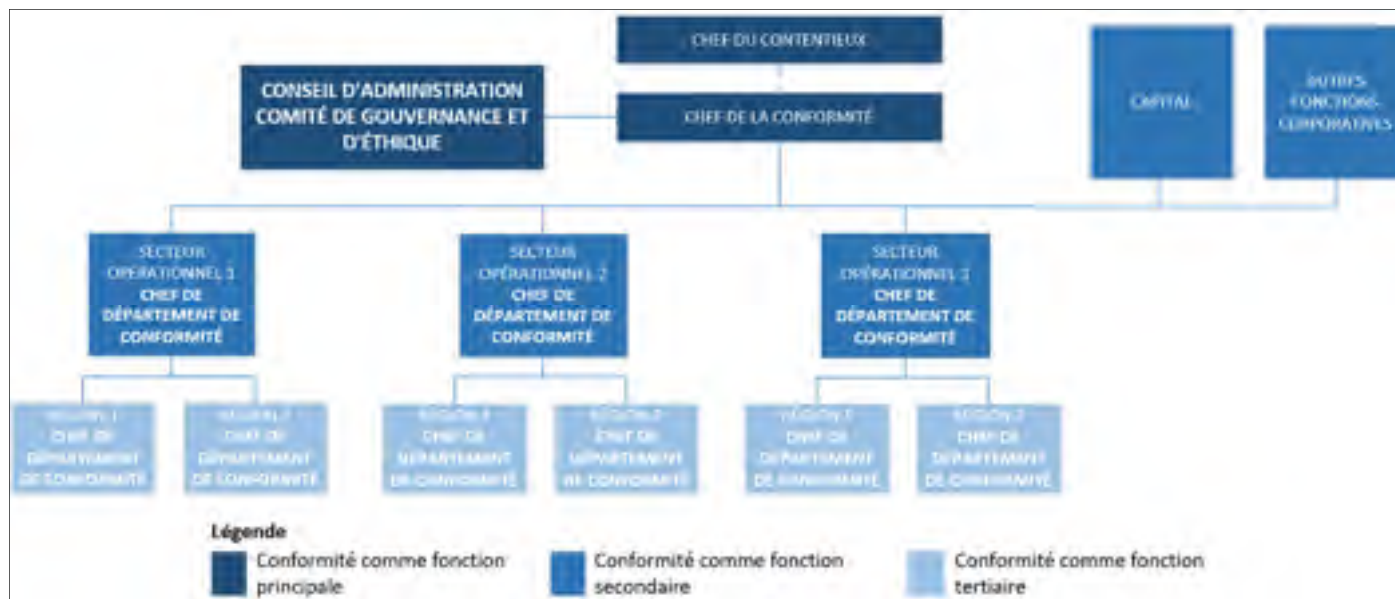 CHEF DU CONTENTIEUX
CONSEIL D'ADMINISTRATION
COMITÉ DE GOUVERNANCE ET
D'ÉTHIQUE
CHEF DE LA CONFORMITÉ
CAPITAL
AUTRES
FONCTIONS
CORPORATIVES
SECTEUR
OPÉRATIONNEL 1
CHEF DE
DÉPARTEMENT DE
CONFORMITÉ
SECTEUR
OPÉRATIONNEL 2
CHEF DE
DÉPARTEMENT DE
CONFORMITÉ
SECTEUR
OPÉRATIONNEL 3
CHEF DE
DÉPARTEMENT DE
CONFORMITÉ
RÉGION 1
CHEF DE
DÉPARTEMENT
DE CONFORMITÉ
RÉGION 2
CHEF DE
DÉPARTEMENT
DE CONFORMITÉ
RÉGION 1
CHEF DE
DÉPARTEMENT
DE CONFORMITÉ
RÉGION 2
CHEF DE
DÉPARTEMENT
DE CONFORMITÉ
RÉGION 1
CHEF DE
DÉPARTEMENT
DE CONFORMITÉ
RÉGION 2
CHEF DE
DÉPARTEMENT
DE CONFORMITÉ
Légende
Conformité comme fonction
principale
Conformité comme fonction
secondaire
Conformité comme fonction
tertiaire